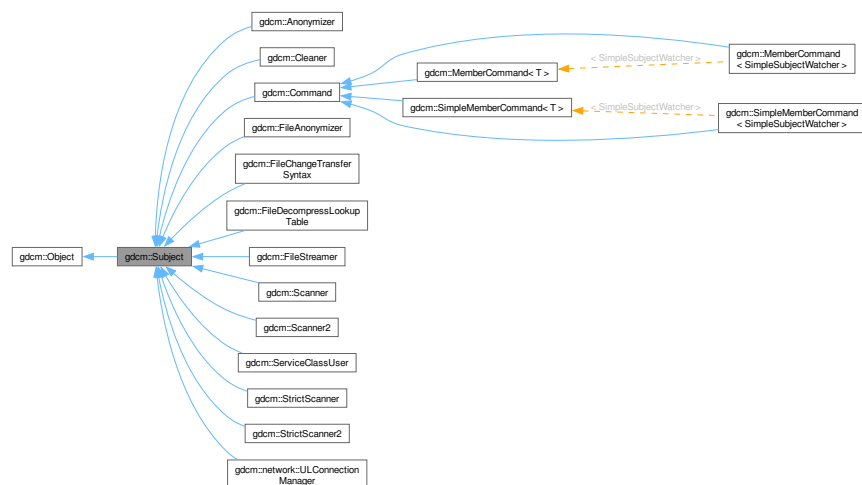 gdcm::Anonymizer
gdcm::Cleaner
gdcm::Command
gdcm::FileAnonymizer
gdcm::FileChangeTransfer
Syntax
gdcm::FileDecompressLookup
Table
gdcm::Object
gdcm::Subject
gdcm::FileStreamer
gdcm::Scanner
gdcm::Scanner2
gdcm::ServiceClassUser
gdcm::StrictScanner
gdcm::StrictScanner2
gdcm::network::ULConnection
Manager
gdcm::MemberCommand< T >
gdcm::SimpleMemberCommand< T >
< SimpleSubjectWatcher >
< SimpleSubjectWatcher >
gdcm::MemberCommand
< SimpleSubjectWatcher >
gdcm::SimpleMemberCommand
< SimpleSubjectWatcher >